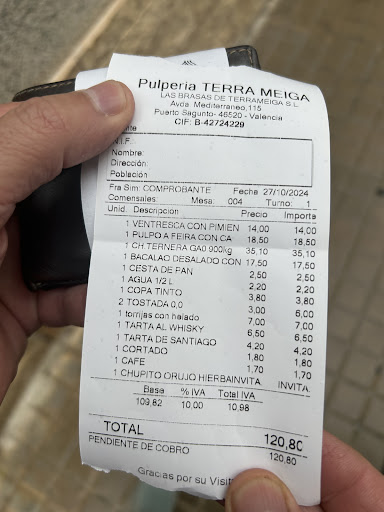 Pulperia TERRA MEIGA
LAS BRASAS DE TERRAMEIGA S.L
Avda. Mediterraneo,115
Puerto Sagunto- 46520 - Valencia
CIF: B-42724229
N.I.F.
Nombre:
Dirección:
Población
Fra Sim: COMPROBANTE Fecha 27/10/2024
Comensales: Mesa: 004 Turno: 1
Unid. Descripcion Precio Importe
1 VENTRESCA CON PIMIEN 14,00 14,00
1 PULPO A FEIRA CON CA 18,50 18,50
1 CH TERNERA GA0 900kg 35,10 35,10
1 BACALAO DESALADO CON 17,50 17,50
1 CESTA DE PAN 2,50 2,50
1 AGUA 1/2 L 2,20 2,20
1 COPA TINTO 3,80 3,80
2 TOSTADA 0,0 3,00 6,00
1 torrijas con helado 7,00 7,00
1 TARTA AL WHISKY 6,50 6,50
1 TARTA DE SANTIAGO 4,20 4,20
1 CORTADO 1,80 1,80
1 CAFE 1,70 1,70
1 CHUPITO ORUJO HIERBAINVITA INVITA
Base % IVA Total IVA
109,82 10,00 10,98
TOTAL 120,80
PENDIENTE DE COBRO 120,80
Gracias por su Visit